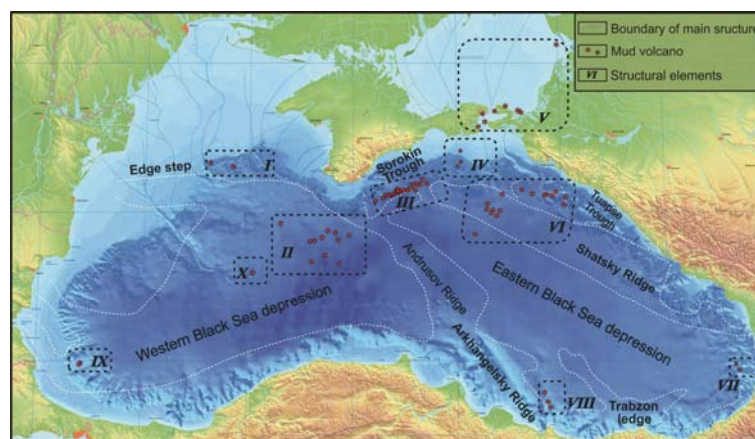 Boundary of main sructure
Mud volcano
VI Structural elements
V
Edge step
I
Sorokin
Trough
IV
III
Tuapse
Trough
II
VI
Shatsky Ridge
X
Andrusov Ridge
Eastern Black Sea depression
Western Black Sea depression
Arkhangelsky Ridge
IX
VII
VIII
Trabzon
ledge